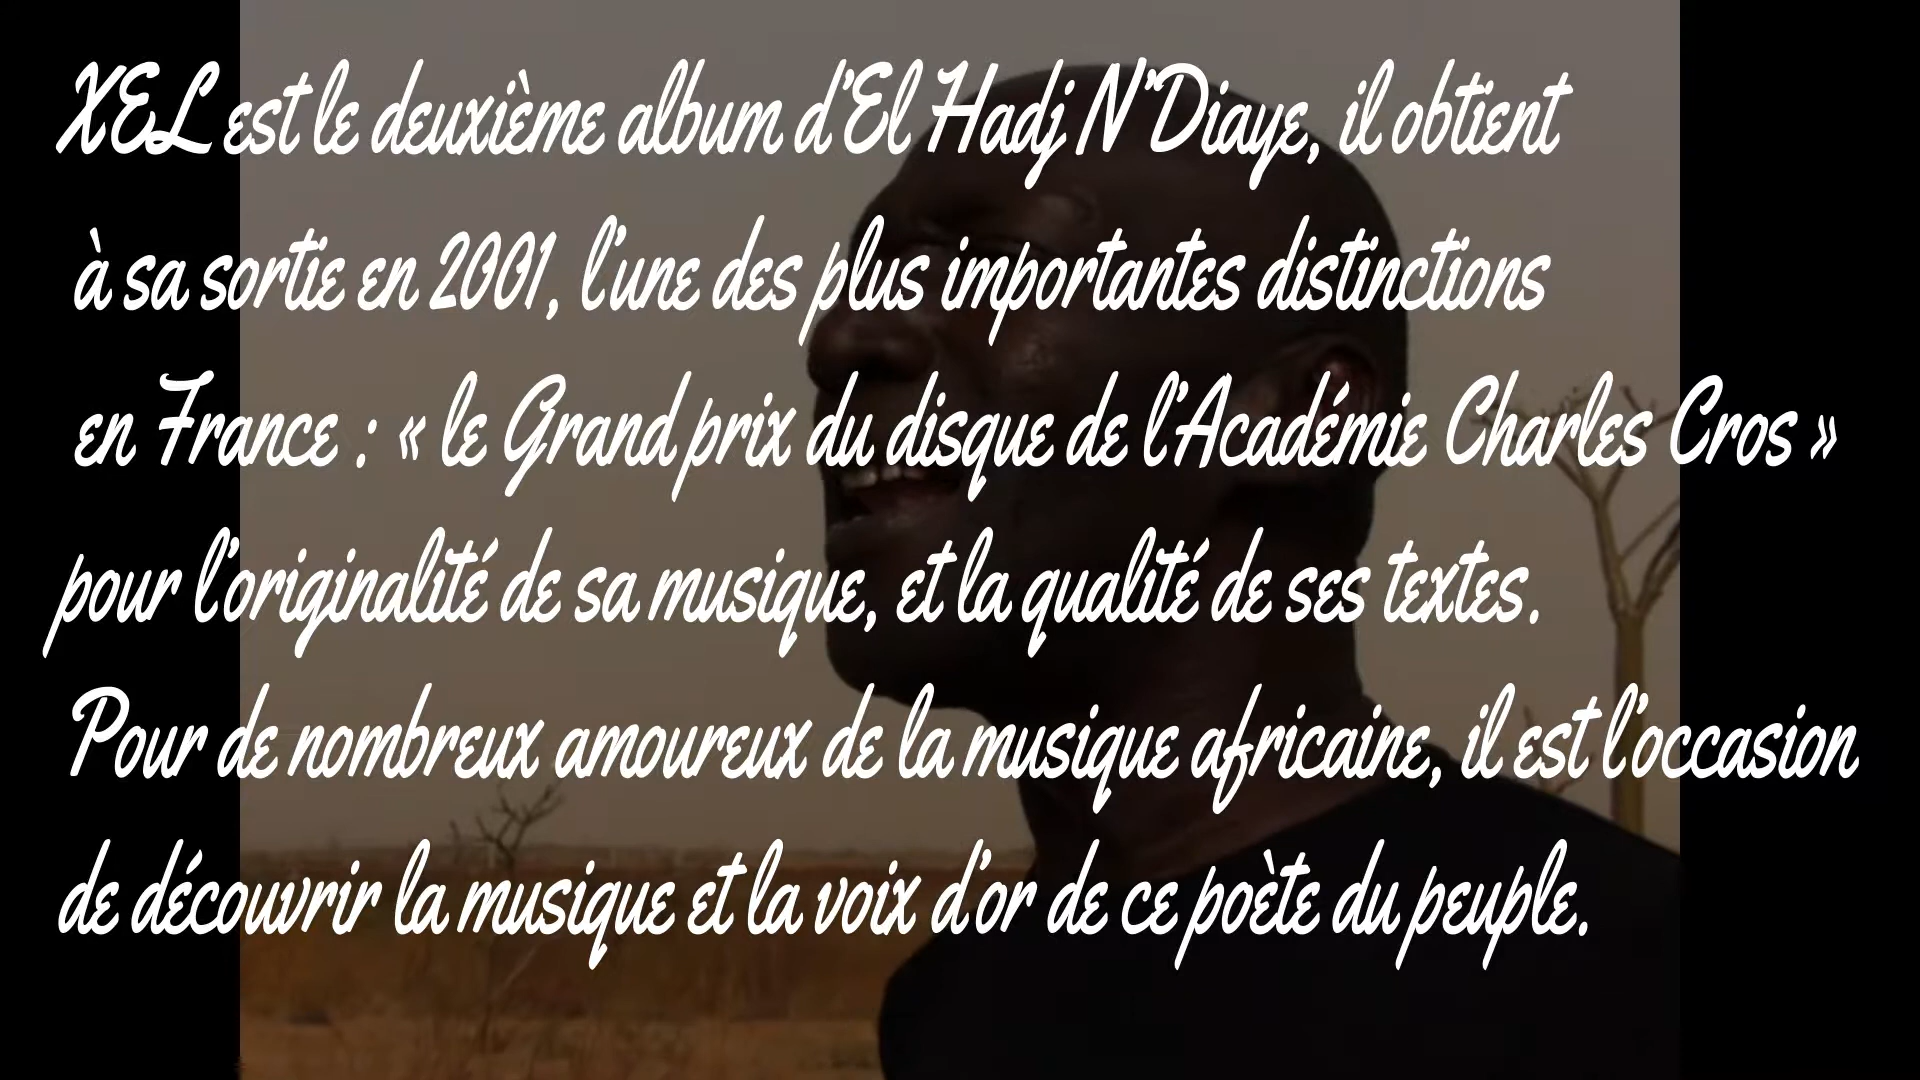 XEL est le deuxième album d'El Hadj N'Diaye, il obtient
à sa sortie en 2001, l'une des plus importantes distinctions
en France : « le Grand prix du disque de l'Académie Charles Cros »
pour l'originalité de sa musique, et la qualité de ses textes.
Pour de nombreux amoureux de la musique africaine, il est l'occasion
de découvrir la musique et la voix d'or de ce poète du peuple.